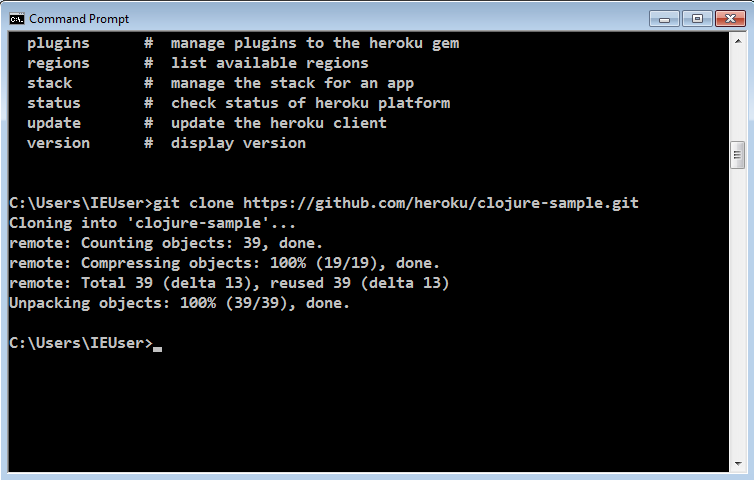 Command Prompt
plugins # manage plugins to the heroku gem
regions # list available regions
stack # manage the stack for an app
status # check status of heroku platform
update # update the heroku client
version # display version
C:\Users\IEUser>git clone https://github.com/heroku/clojure-sample.git
Cloning into 'clojure-sample'...
remote: Counting objects: 39, done.
remote: Compressing objects: 100% (19/19), done.
remote: Total 39 (delta 13), reused 39 (delta 13)
Unpacking objects: 100% (39/39), done.
C:\Users\IEUser>